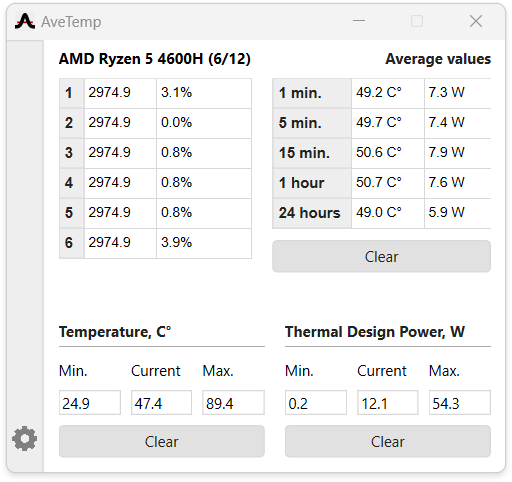 AveTemp
AMD Ryzen 5 4600H (6/12)
1 2974.9 3.1%
2 2974.9 0.0%
3 2974.9 0.8%
4 2974.9 0.8%
5 2974.9 0.8%
6 2974.9 3.9%
Average values
1 min. 49.2 C° 7.3 W
5 min. 49.7 C° 7.4 W
15 min. 50.6 C° 7.9 W
1 hour 50.7 C° 7.6 W
24 hours 49.0 C° 5.9 W
Clear
Temperature, C°
Min. Current Max.
24.9 47.4 89.4
Clear
Thermal Design Power, W
Min. Current Max.
0.2 12.1 54.3
Clear